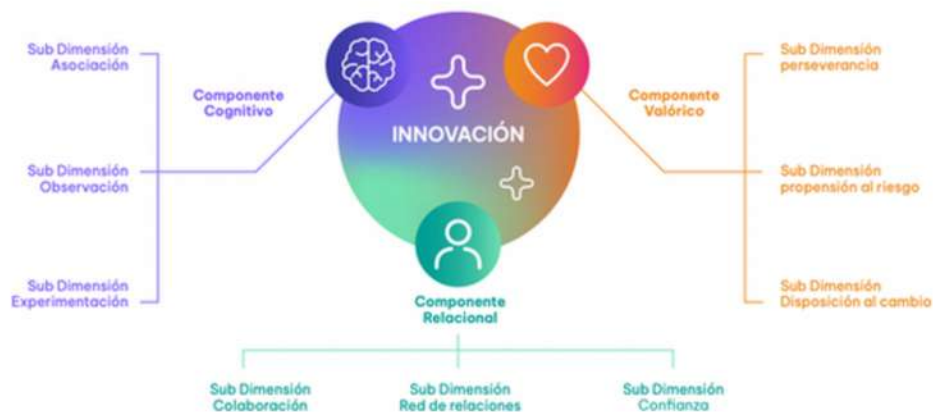 Sub Dimensión
Asociación
Componente
Cognitivo
Sub Dimensión
Observación
Sub Dimensión
Experimentación
INNOVACIÓN
Componente
Valórico
Sub Dimensión
perseverancia
Sub Dimensión
propensión al riesgo
Sub Dimensión
Disposición al cambio
Componente
Relacional
Sub Dimensión
Colaboración
Sub Dimensión
Red de relaciones
Sub Dimensión
Confianza